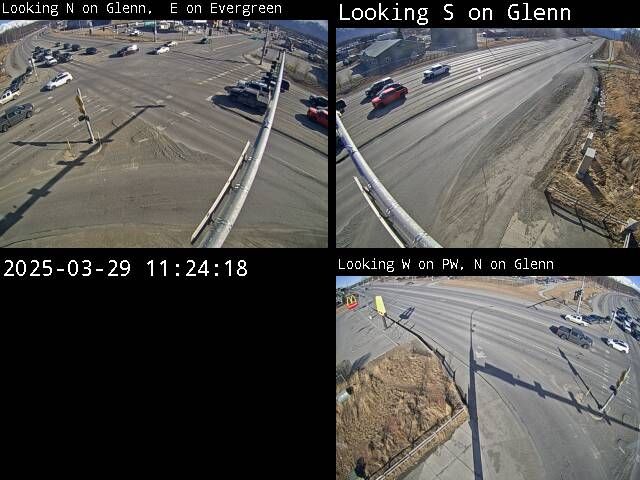 Looking N on Glenn,  E on Evergreen
Looking S on Glenn
2025-03-29 11:24:18
Looking W on PW, N on Glenn